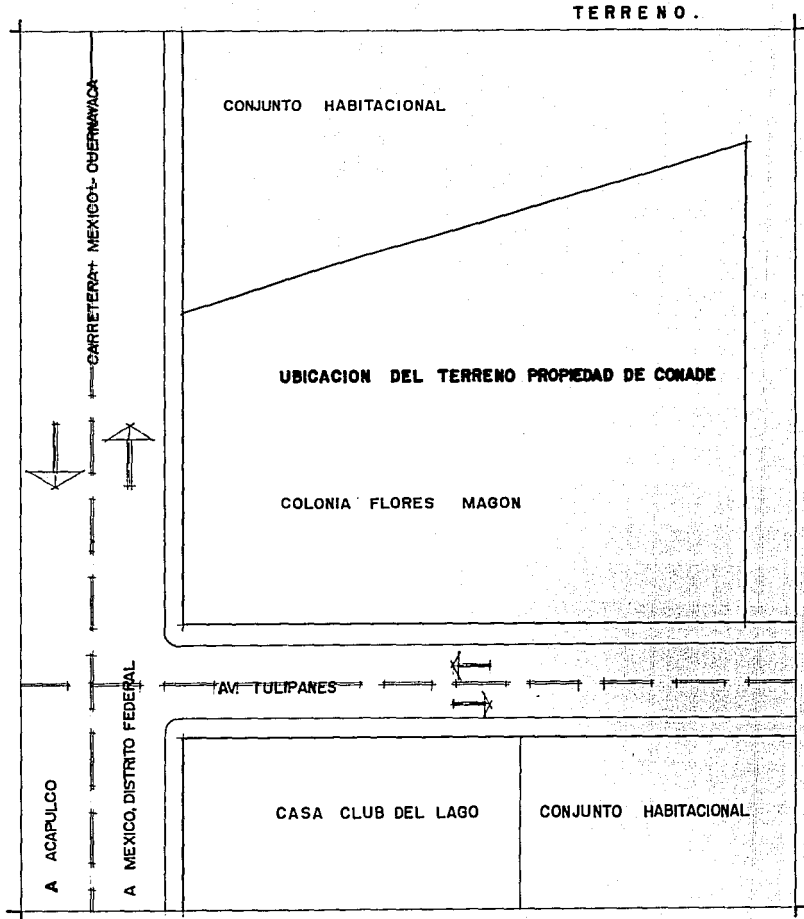 TERRENO.
CONJUNTO HABITACIONAL
CARRETERA MEXICO - CUERNAVACA
UBICACION DEL TERRENO PROPIEDAD DE CONADE
COLONIA FLORES MAGON
AV. TULIPANES
A ACAPULCO
A MEXICO, DISTRITO FEDERAL
CASA CLUB DEL LAGO
CONJUNTO HABITACIONAL